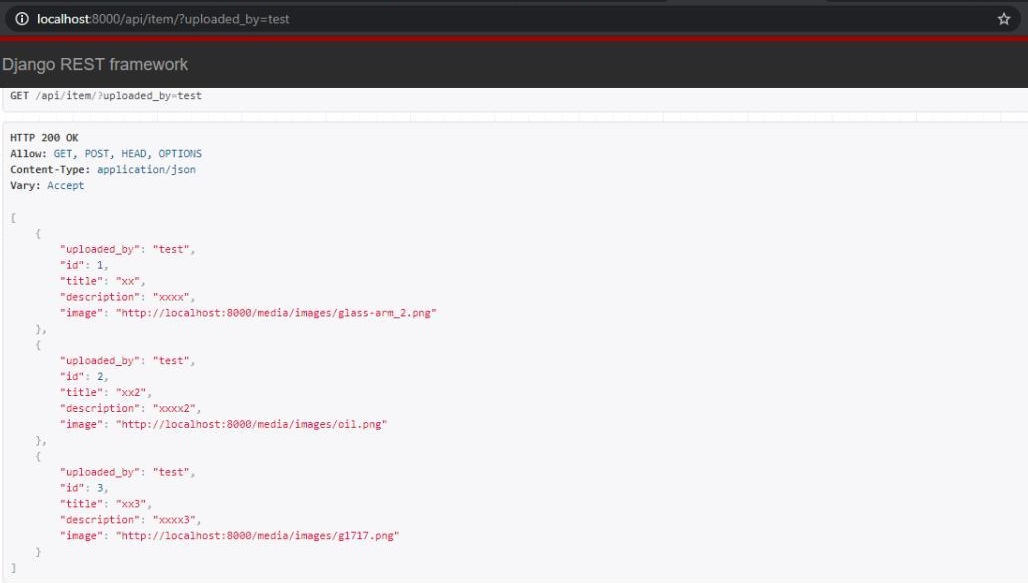 localhost:8000/api/item/?uploaded_by=test
Django REST framework
GET /api/item/?uploaded_by=test
HTTP 200 OK
Allow: GET, POST, HEAD, OPTIONS
Content-Type: application/json
Vary: Accept
[
    {
        "uploaded_by": "test",
        "id": 1,
        "title": "xx",
        "description": "xxxx",
        "image": "http://localhost:8000/media/images/glass-arm_2.png"
    },
    {
        "uploaded_by": "test",
        "id": 2,
        "title": "xx2",
        "description": "xxxx2",
        "image": "http://localhost:8000/media/images/oil.png"
    },
    {
        "uploaded_by": "test",
        "id": 3,
        "title": "xx3",
        "description": "xxxx3",
        "image": "http://localhost:8000/media/images/g1717.png"
    }
]